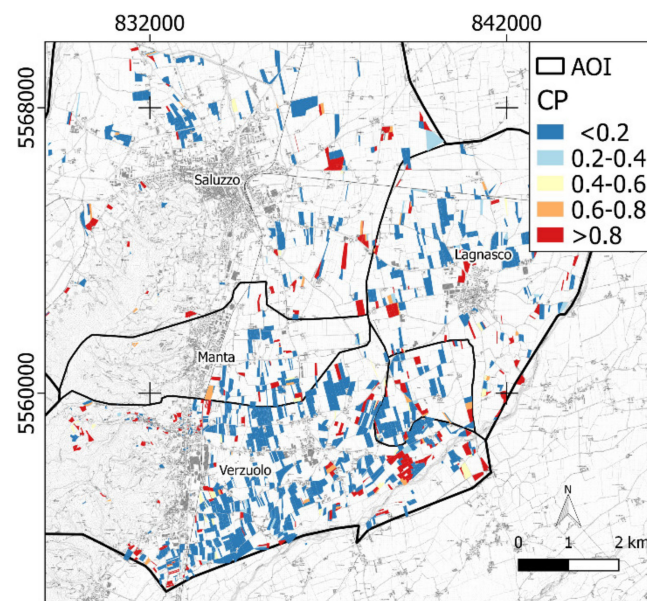 832000
842000
5568000
5560000
AOI
CP
<0.2
0.2-0.4
0.4-0.6
0.6-0.8
>0.8
Saluzzo
Lagnasco
Manta
Verzuolo
N
0 1 2 km